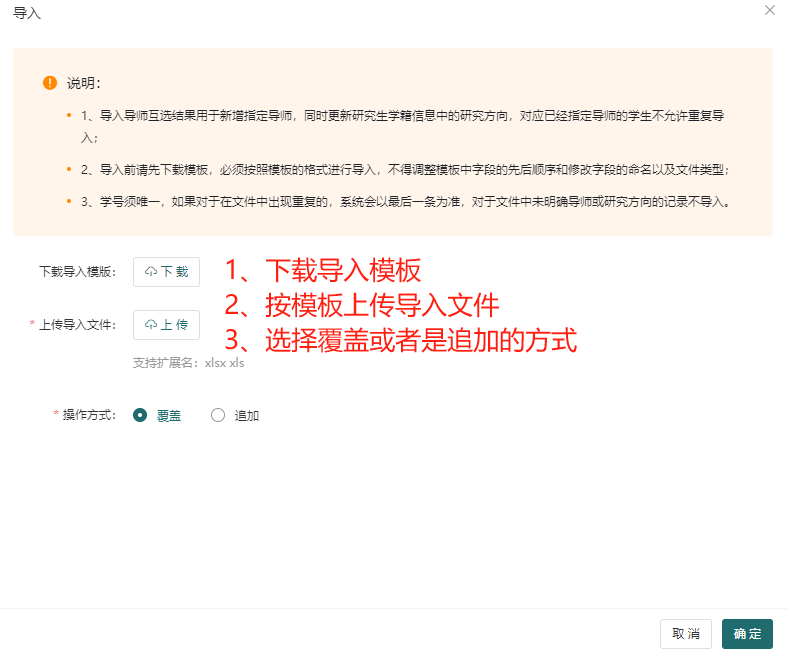 导入
说明：
1、导入导师互选结果用于新增指定导师，同时更新研究生学籍信息中的研究方向，对应已经指定导师的学生不允许重复导
入；
2、导入前请先下载模板，必须按照模板的格式进行导入，不得调整模板中字段的先后顺序和修改字段的命名以及文件类型；
3、学号须唯一，如果对于在文件中出现重复的，系统会以最后一条为准，对于文件中未明确导师或研究方向的记录不导入。
下载导入模版： 下 载
1、下载导入模板
2、按模板上传导入文件
* 上传导入文件： 上 传
3、选择覆盖或者是追加的方式
支持扩展名：xlsx xls
* 操作方式： 覆盖 追加
取 消 确 定